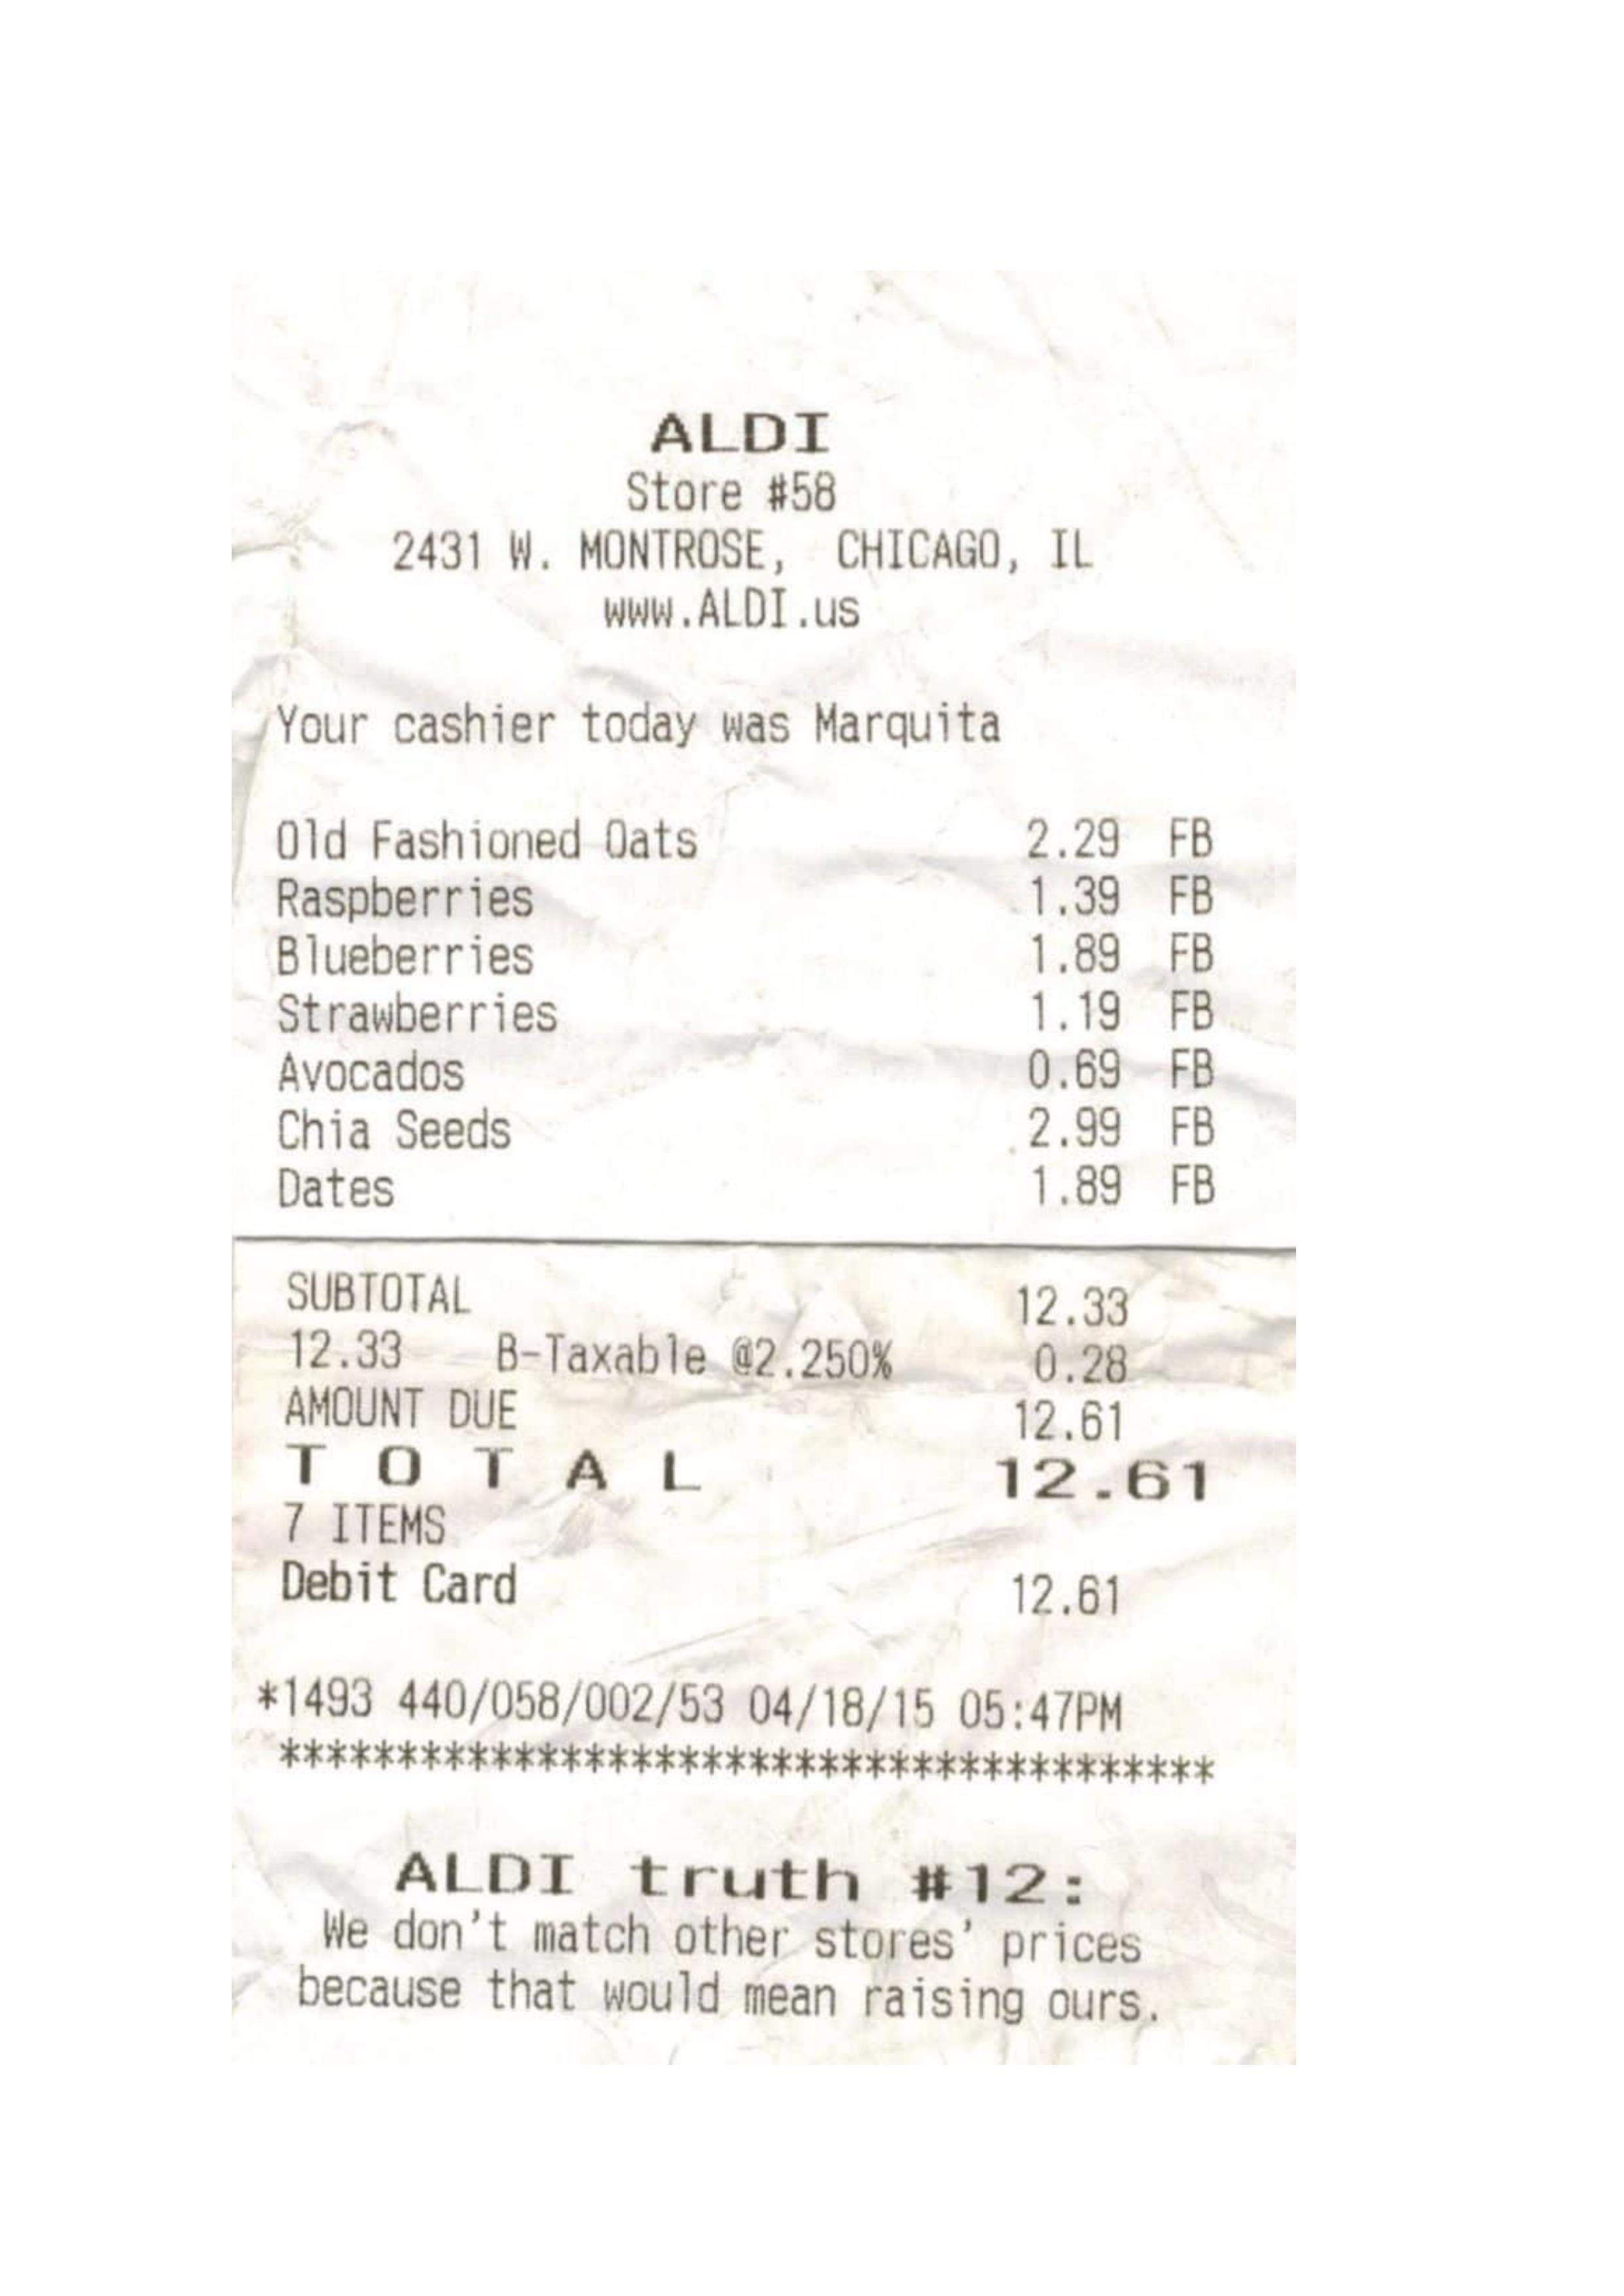 ALDI
Store #58
2431 W. MONTROSE, CHICAGO, IL
www.ALDI.us
Your cashier today was Marquita
Old Fashioned Oats 2.29 FB
Raspberries 1.39 FB
Blueberries 1.89 FB
Strawberries 1.19 FB
Avocados 0.69 FB
Chia Seeds 2.99 FB
Dates 1.89 FB
SUBTOTAL 12.33
12.33 B-Taxable @2.250% 0.28
AMOUNT DUE 12.61
T O T A L 12.61
7 ITEMS
Debit Card 12.61
*1493 440/058/002/53 04/18/15 05:47PM
****************************************
ALDI truth #12:
We don't match other stores' prices
because that would mean raising ours.